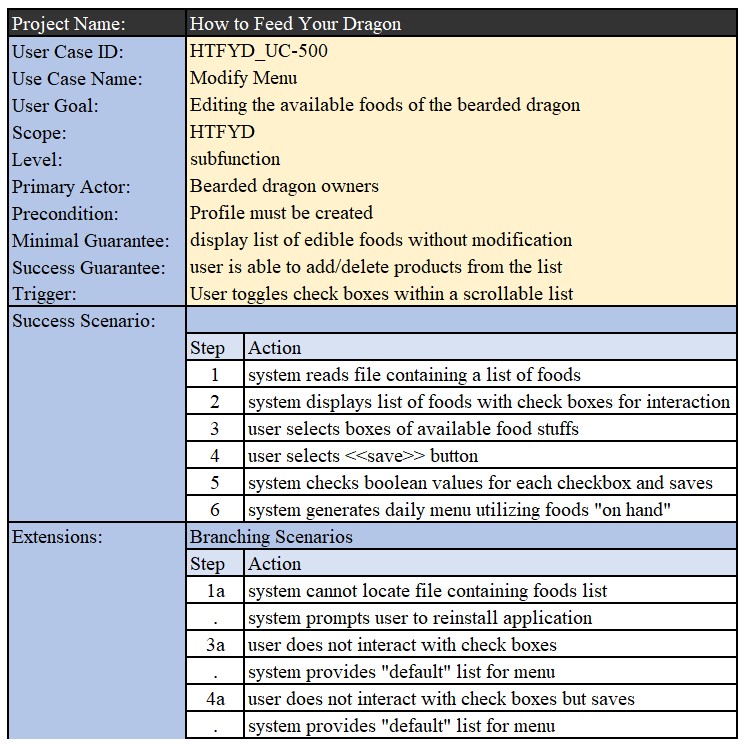 Project Name: How to Feed Your Dragon
User Case ID: HTFYD_UC-500
Use Case Name: Modify Menu
User Goal: Editing the available foods of the bearded dragon
Scope: HTFYD
Level: subfunction
Primary Actor: Bearded dragon owners
Precondition: Profile must be created
Minimal Guarantee: display list of edible foods without modification
Success Guarantee: user is able to add/delete products from the list
Trigger: User toggles check boxes within a scrollable list
Success Scenario:
Step Action
1 system reads file containing a list of foods
2 system displays list of foods with check boxes for interaction
3 user selects boxes of available food stuffs
4 user selects <<save>> button
5 system checks boolean values for each checkbox and saves
6 system generates daily menu utilizing foods "on hand"
Extensions: Branching Scenarios
Step Action
1a system cannot locate file containing foods list
. system prompts user to reinstall application
3a user does not interact with check boxes
. system provides "default" list for menu
4a user does not interact with check boxes but saves
. system provides "default" list for menu